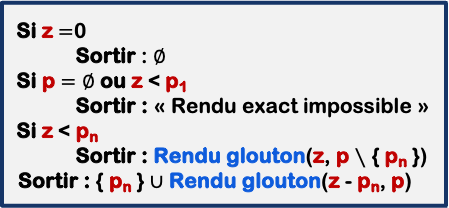 Si z =0
Sortir : ∅
Si p = ∅ ou z < p₁
Sortir : « Rendu exact impossible »
Si z < pₙ
Sortir : Rendu glouton(z, p \ { pₙ })
Sortir : { pₙ } ∪ Rendu glouton(z - pₙ, p)